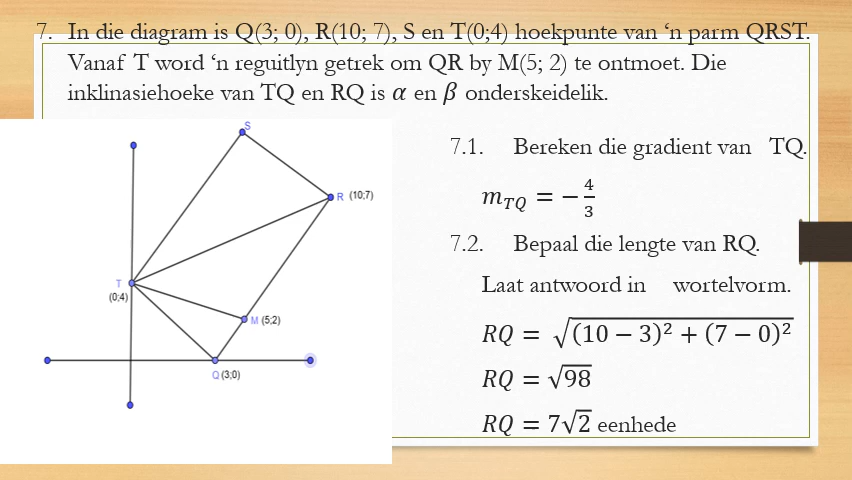 7. In die diagram is Q(3; 0), R(10; 7), S en T(0;4) hoekpunte van ‘n parm QRST.
Vanaf T word ‘n reguitlyn getrek om QR by M(5; 2) te ontmoet. Die
inklinasiehoeke van TQ en RQ is α en β onderskeidelik.
S
R (10;7)
T
(0;4)
M (5;2)
Q (3;0)
7.1. Bereken die gradient van TQ.
m_TQ = −4/3
7.2. Bepaal die lengte van RQ.
Laat antwoord in wortelvorm.
RQ = √((10 − 3)² + (7 − 0)²)
RQ = √98
RQ = 7√2 eenhede